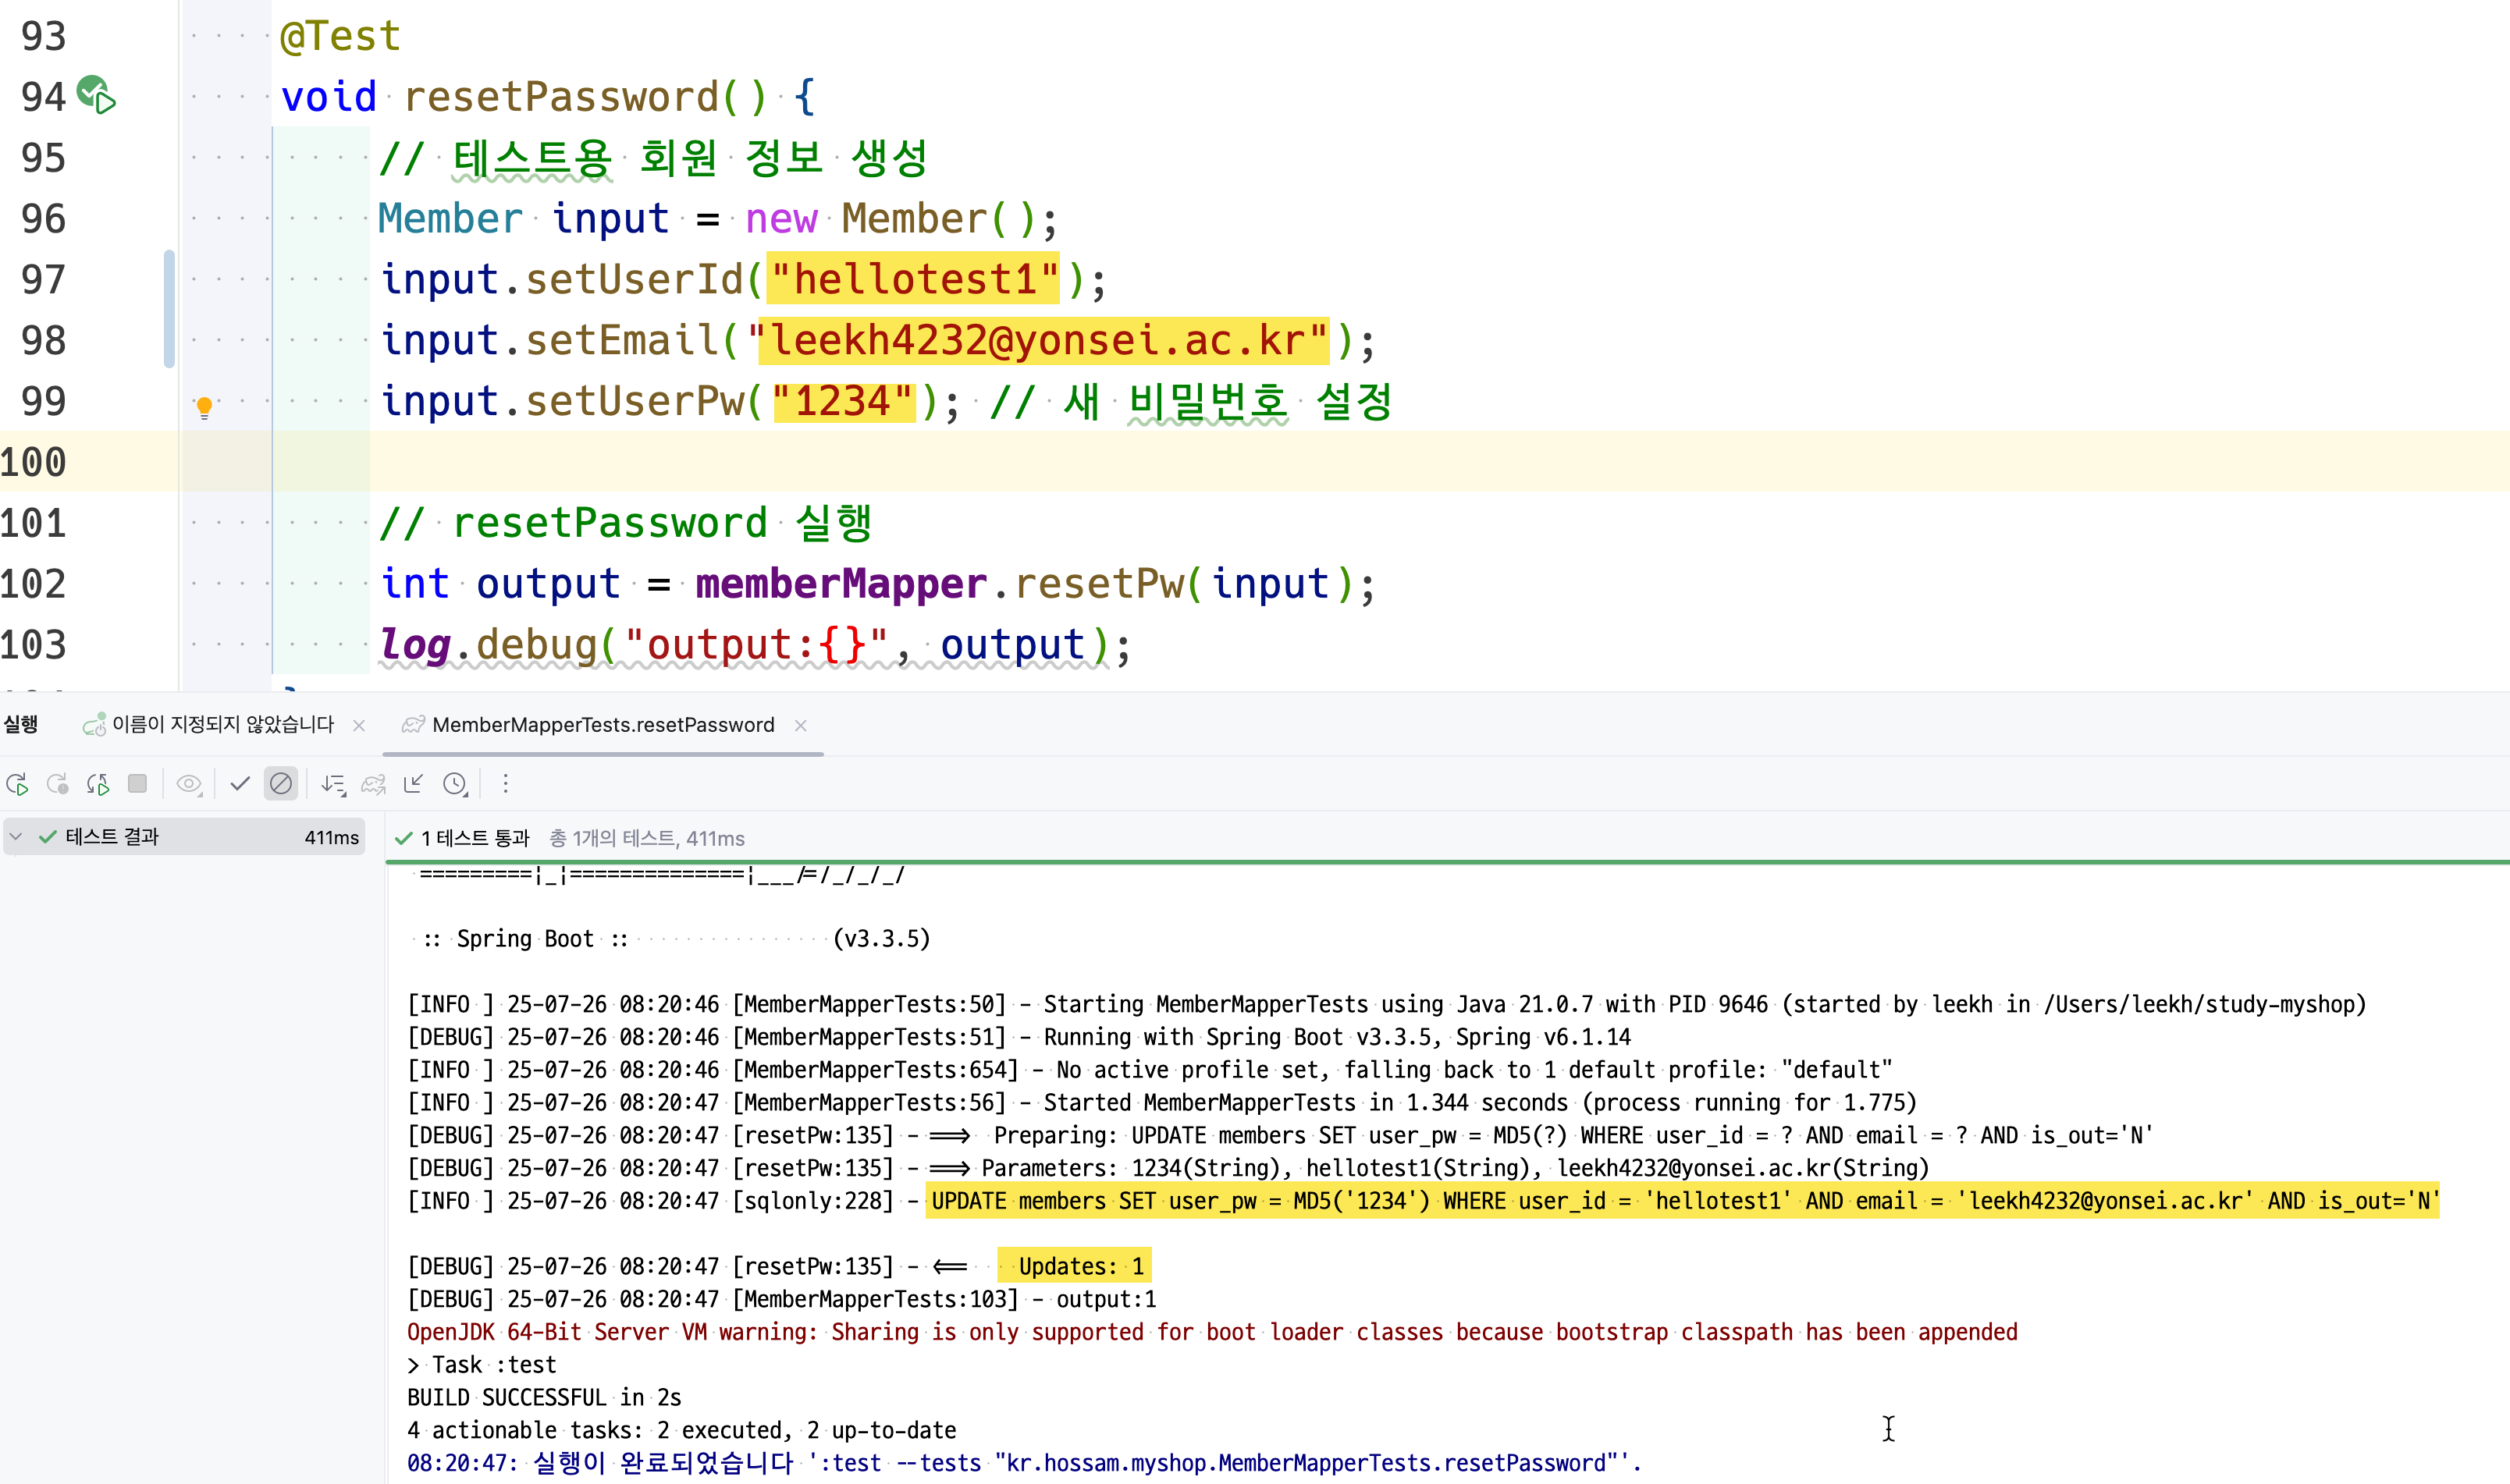 93 @Test
94 void resetPassword() {
95 // 테스트용 회원 정보 생성
96 Member input = new Member();
97 input.setUserId("hellotest1");
98 input.setEmail("leekh4232@yonsei.ac.kr");
99 input.setUserPw("1234"); // 새 비밀번호 설정
100
101 // resetPassword 실행
102 int output = memberMapper.resetPw(input);
103 log.debug("output:{}", output);
실행 이름이 지정되지 않았습니다 MemberMapperTests.resetPassword
테스트 결과 411ms
1 테스트 통과 총 1개의 테스트, 411ms
=========|_|==============|___/=/_/_/_/
:: Spring Boot :: (v3.3.5)
[INFO ] 25-07-26 08:20:46 [MemberMapperTests:50] - Starting MemberMapperTests using Java 21.0.7 with PID 9646 (started by leekh in /Users/leekh/study-myshop)
[DEBUG] 25-07-26 08:20:46 [MemberMapperTests:51] - Running with Spring Boot v3.3.5, Spring v6.1.14
[INFO ] 25-07-26 08:20:46 [MemberMapperTests:654] - No active profile set, falling back to 1 default profile: "default"
[INFO ] 25-07-26 08:20:47 [MemberMapperTests:56] - Started MemberMapperTests in 1.344 seconds (process running for 1.775)
[DEBUG] 25-07-26 08:20:47 [resetPw:135] - ==> Preparing: UPDATE members SET user_pw = MD5(?) WHERE user_id = ? AND email = ? AND is_out='N'
[DEBUG] 25-07-26 08:20:47 [resetPw:135] - ==> Parameters: 1234(String), hellotest1(String), leekh4232@yonsei.ac.kr(String)
[INFO ] 25-07-26 08:20:47 [sqlonly:228] - UPDATE members SET user_pw = MD5('1234') WHERE user_id = 'hellotest1' AND email = 'leekh4232@yonsei.ac.kr' AND is_out='N'
[DEBUG] 25-07-26 08:20:47 [resetPw:135] - <== Updates: 1
[DEBUG] 25-07-26 08:20:47 [MemberMapperTests:103] - output:1
OpenJDK 64-Bit Server VM warning: Sharing is only supported for boot loader classes because bootstrap classpath has been appended
> Task :test
BUILD SUCCESSFUL in 2s
4 actionable tasks: 2 executed, 2 up-to-date
08:20:47: 실행이 완료되었습니다 ':test --tests "kr.hossam.myshop.MemberMapperTests.resetPassword"'.